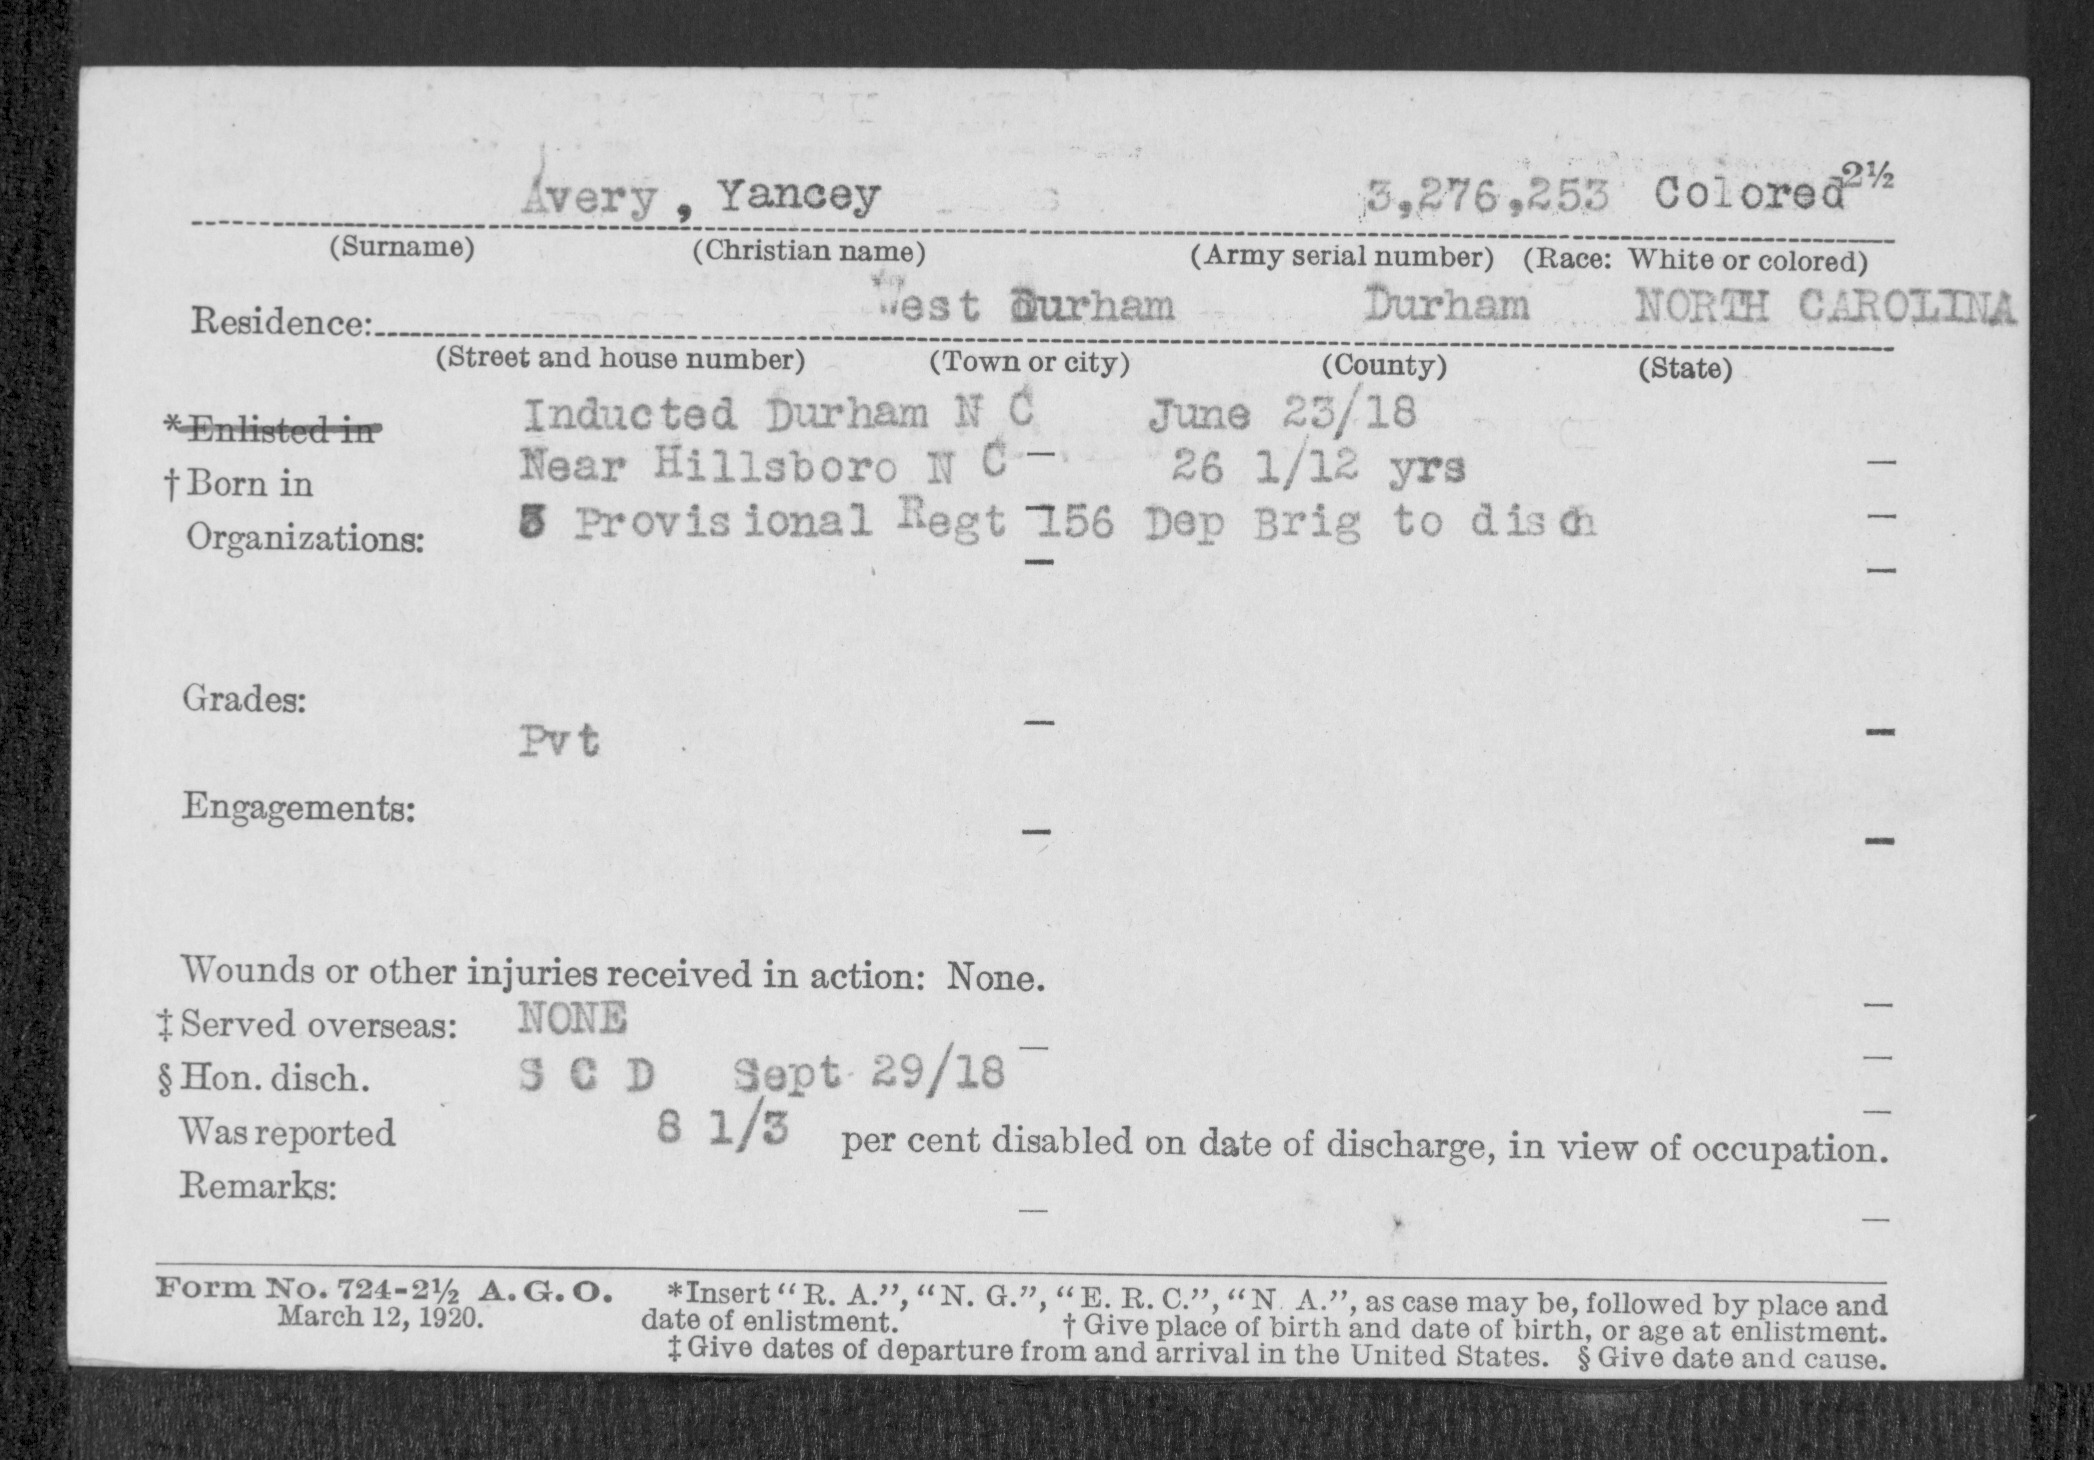 Avery, Yancey 3,276,253 Colored 2½
(Surname) (Christian name) (Army serial number) (Race: White or colored)
Residence: West Durham Durham NORTH CAROLINA
(Street and house number) (Town or city) (County) (State)
*Enlisted in Inducted Durham N C June 23/18
†Born in Near Hillsboro N C - 26 1/12 yrs -
Organizations: Provisional Regt 156 Dep Brig to disch -
- -
Grades: - -
Pvt
Engagements: - -
Wounds or other injuries received in action: None. -
‡Served overseas: NONE - -
§Hon. disch. S C D Sept 29/18 -
Was reported 8 1/3 per cent disabled on date of discharge, in view of occupation.
Remarks: - -
Form No. 724-2½ A.G.O. *Insert "R. A.", "N. G.", "E. R. C.", "N A.", as case may be, followed by place and
March 12, 1920. date of enlistment. †Give place of birth and date of birth, or age at enlistment.
‡Give dates of departure from and arrival in the United States. §Give date and cause.